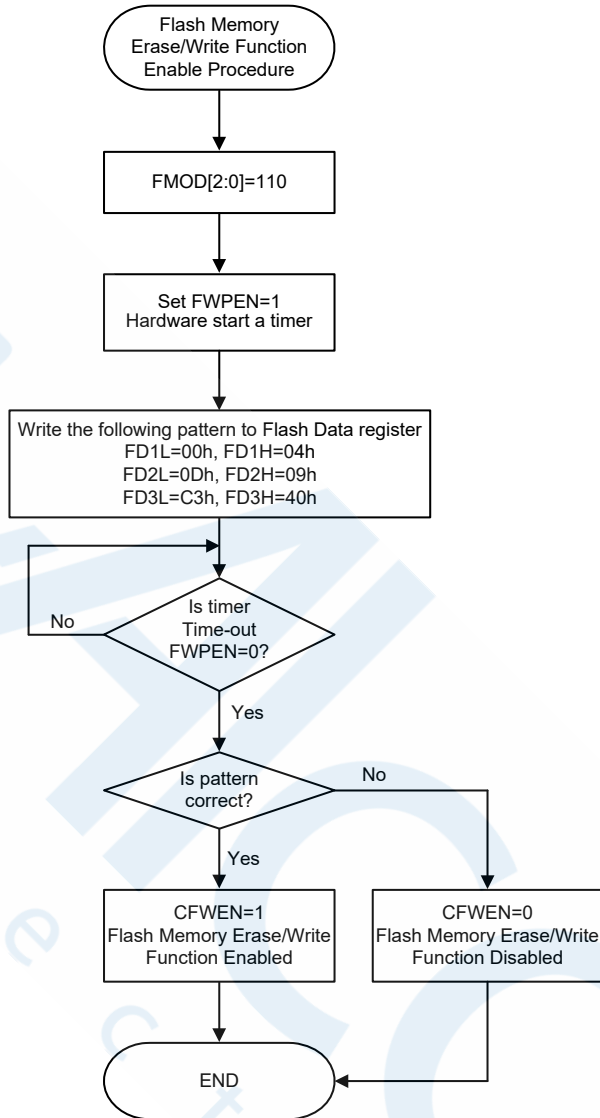 Flash Memory
Erase/Write Function
Enable Procedure
FMOD[2:0]=110
Set FWPEN=1
Hardware start a timer
Write the following pattern to Flash Data register
FD1L=00h, FD1H=04h
FD2L=0Dh, FD2H=09h
FD3L=C3h, FD3H=40h
Is timer
Time-out
FWPEN=0?
No
Yes
Is pattern
correct?
No
Yes
CFWEN=1
Flash Memory Erase/Write
Function Enabled
CFWEN=0
Flash Memory Erase/Write
Function Disabled
END